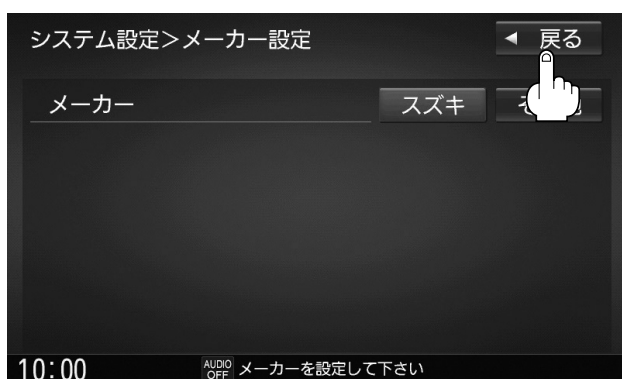 システム設定＞メーカー設定
◀ 戻る
メーカー
スズキ
10:00
AUDIO OFF
メーカーを設定して下さい